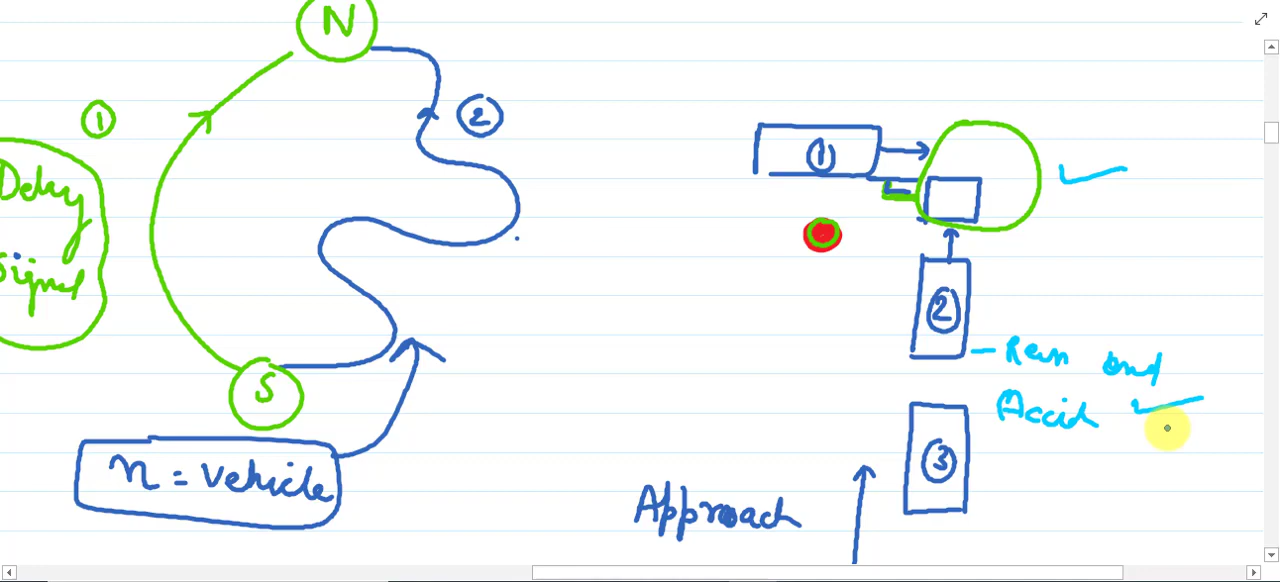 N
①
②
Delay
Signal
①
②
Rear end
Accid
S
n = Vehicle
③
Approach